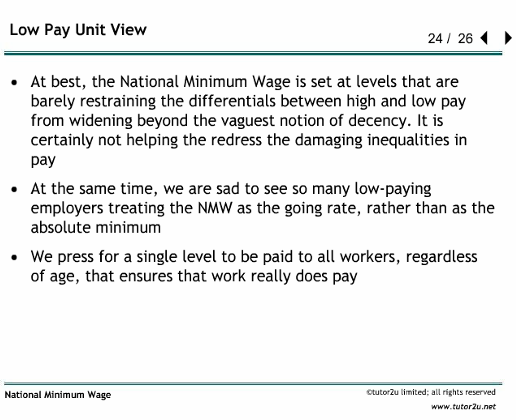 Low Pay Unit View
24 / 26
• At best, the National Minimum Wage is set at levels that are
barely restraining the differentials between high and low pay
from widening beyond the vaguest notion of decency. It is
certainly not helping the redress the damaging inequalities in
pay
• At the same time, we are sad to see so many low-paying
employers treating the NMW as the going rate, rather than as the
absolute minimum
• We press for a single level to be paid to all workers, regardless
of age, that ensures that work really does pay
National Minimum Wage
©tutor2u limited; all rights reserved
www.tutor2u.net